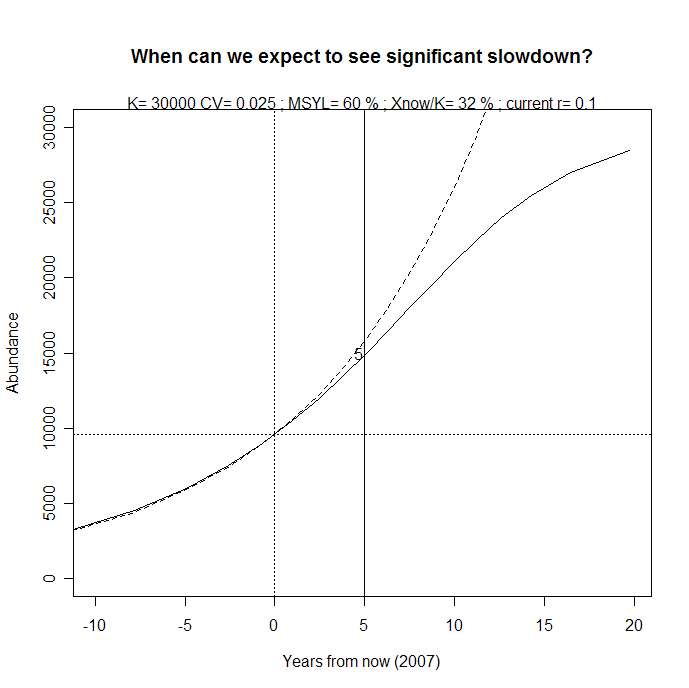 When can we expect to see significant slowdown?
K= 30000 CV= 0.025 ; MSYL= 60 % ; Xnow/K= 32 % ; current r= 0.1
30000
25000
20000
15000
10000
5000
0
Abundance
5
-10 -5 0 5 10 15 20
Years from now (2007)